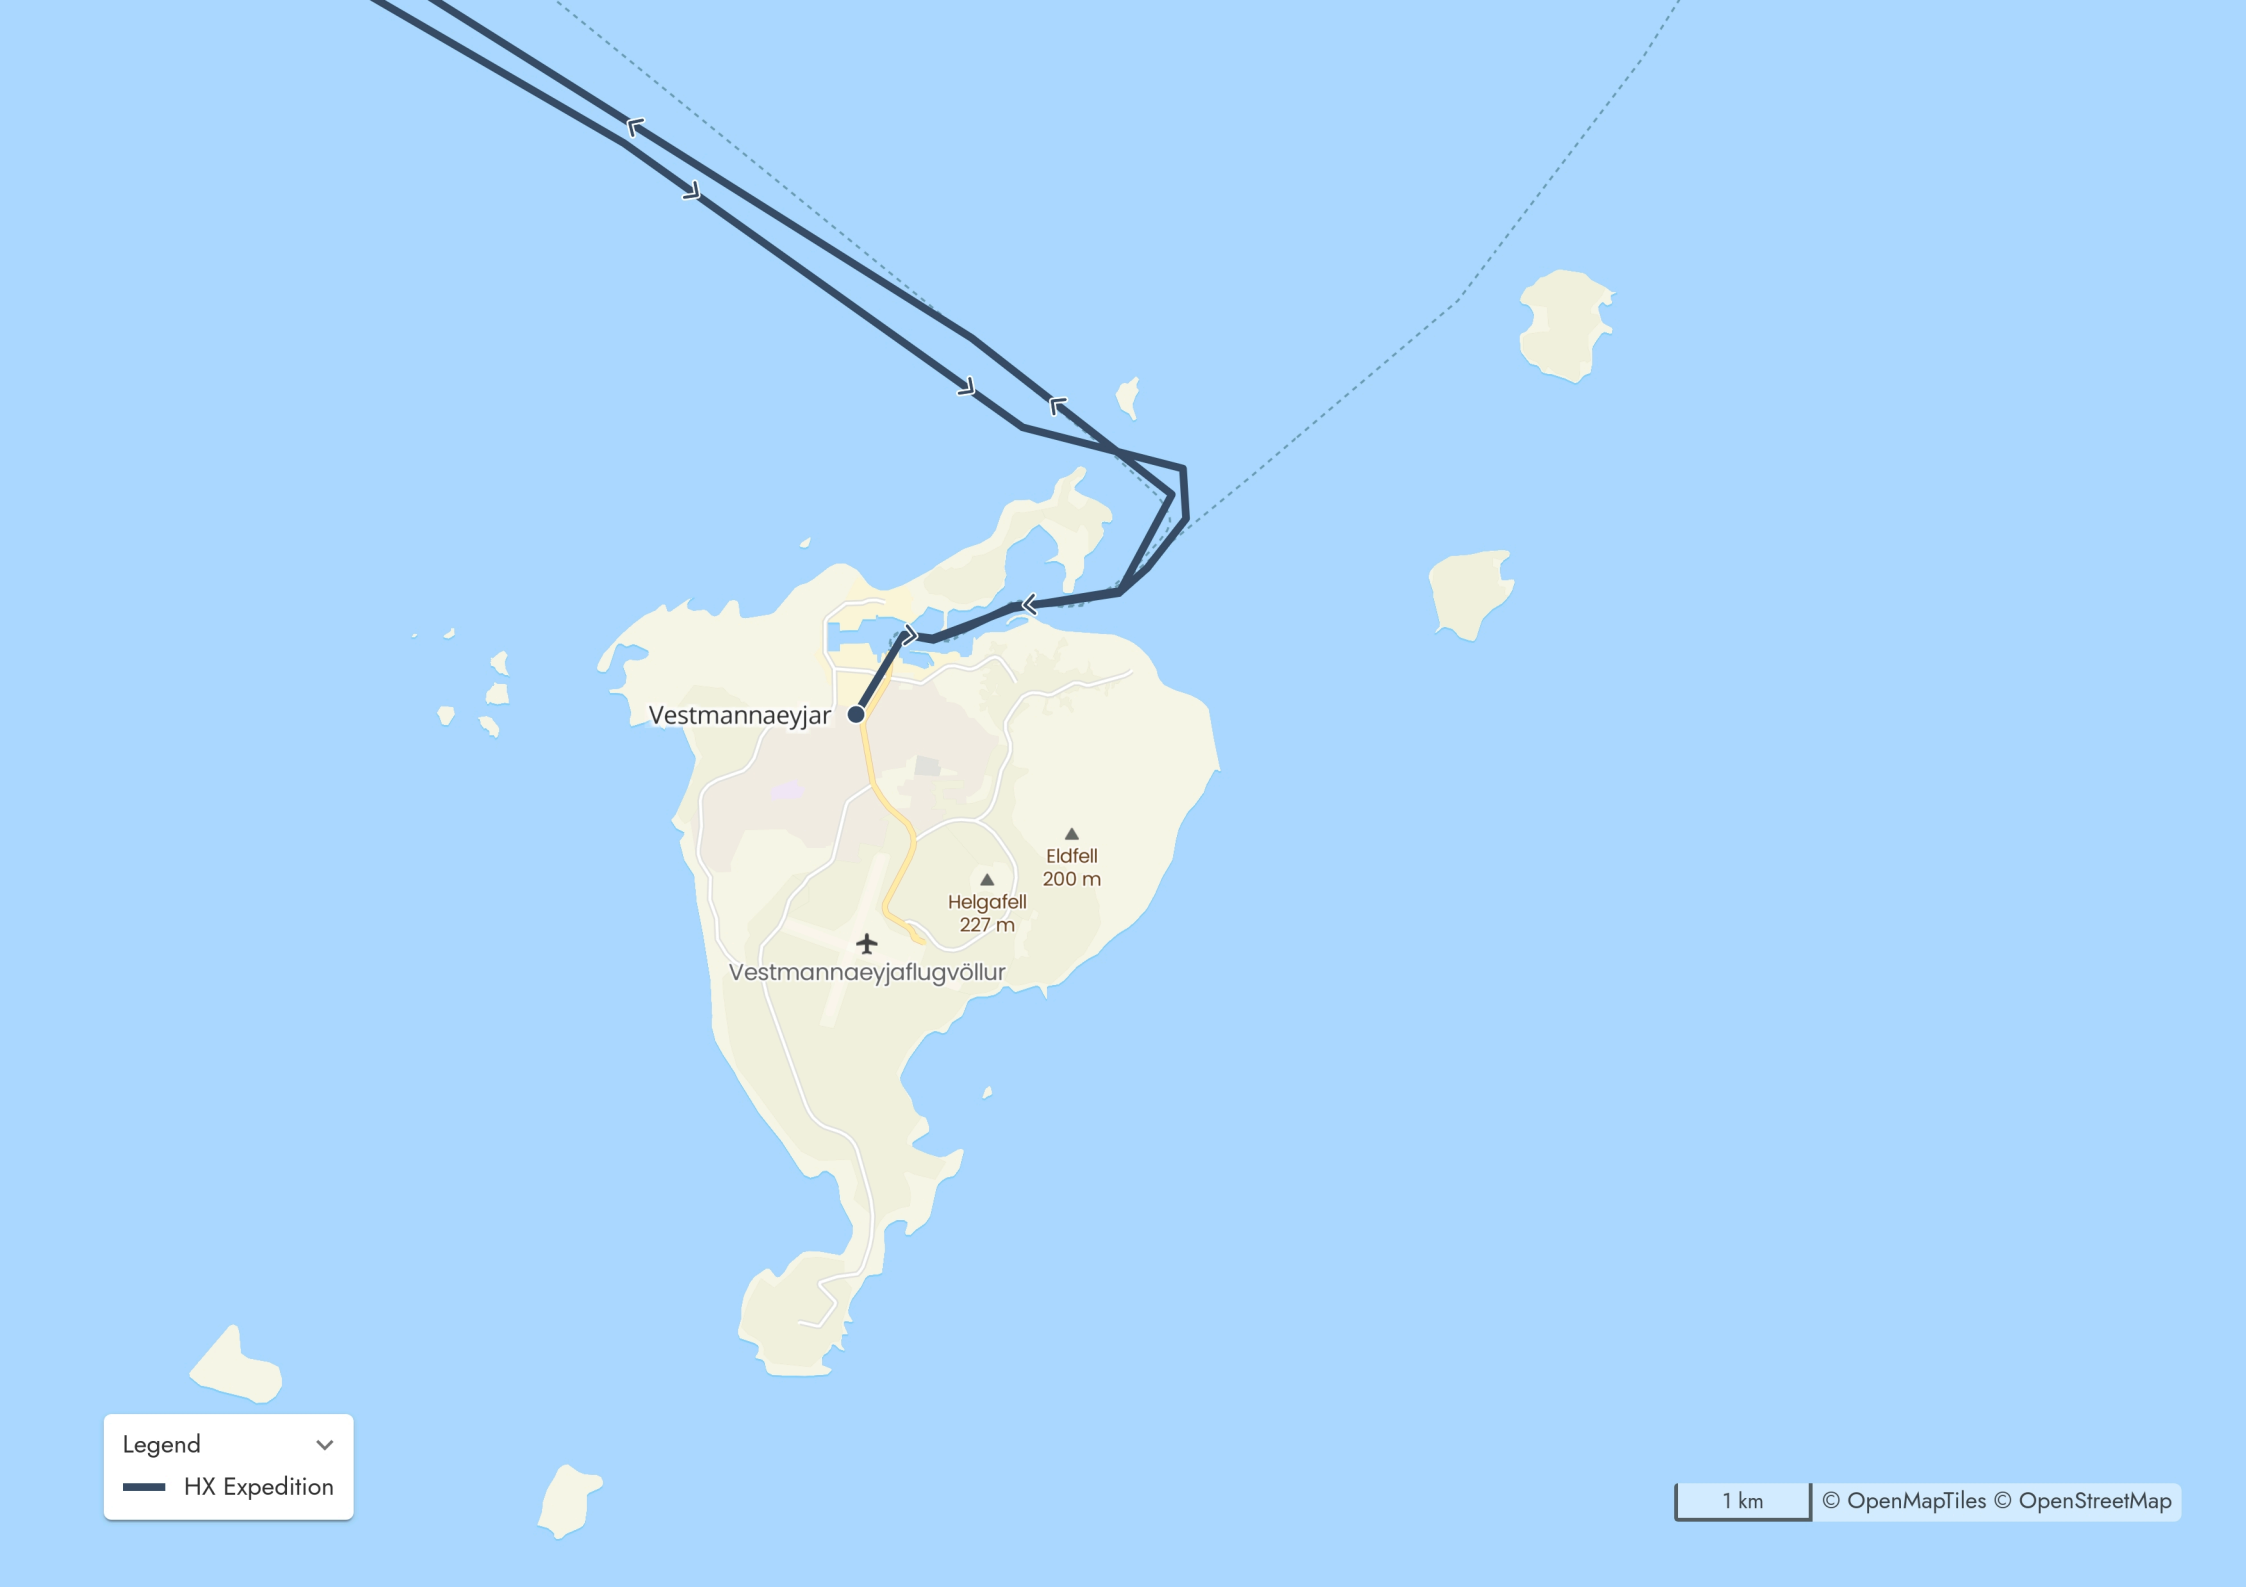 Vestmannaeyjar
Eldfell
200 m
Helgafell
227 m
Vestmannaeyjaflugvöllur
Legend
HX Expedition
1 km
© OpenMapTiles © OpenStreetMap